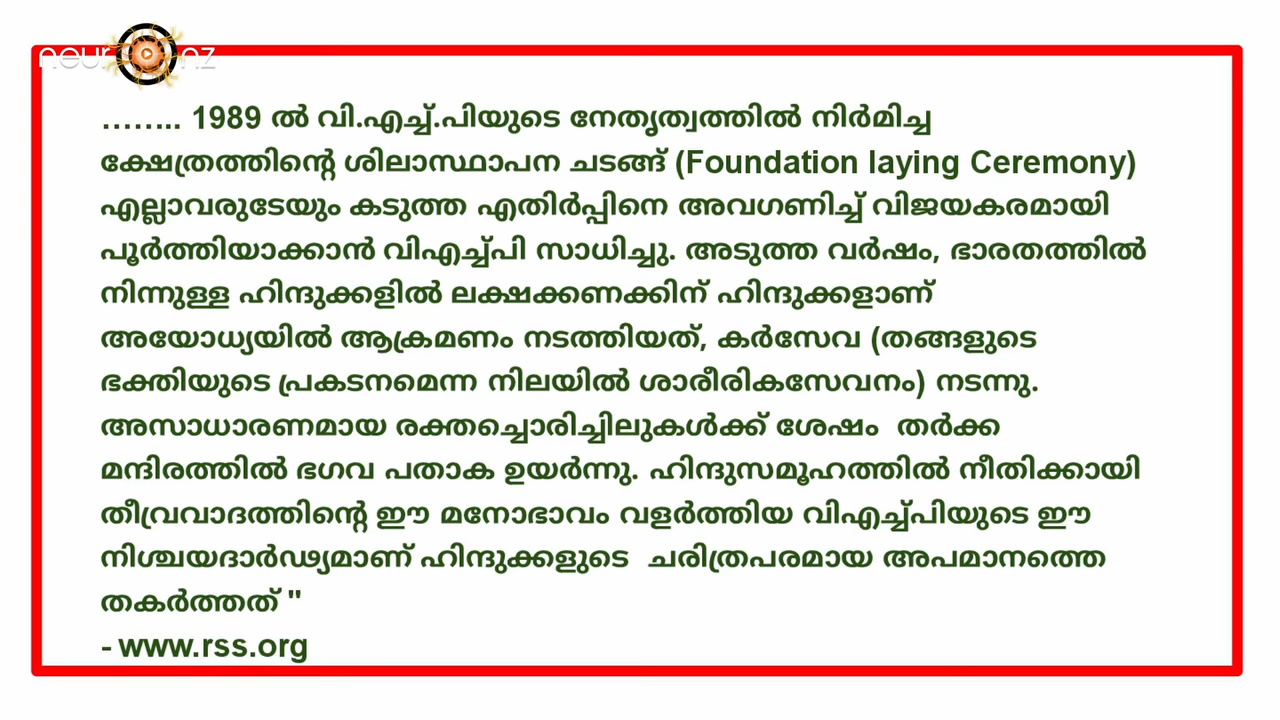 neuronz
…….. 1989 ൽ വി.എച്ച്.പിയുടെ നേതൃത്വത്തിൽ നിർമിച്ച
ക്ഷേത്രത്തിന്റെ ശിലാസ്ഥാപന ചടങ്ങ് (Foundation laying Ceremony)
എല്ലാവരുടേയും കടുത്ത എതിർപ്പിനെ അവഗണിച്ച് വിജയകരമായി
പൂർത്തിയാക്കാൻ വിഎച്ച്പി സാധിച്ചു. അടുത്ത വർഷം, ഭാരതത്തിൽ
നിന്നുള്ള ഹിന്ദുക്കളിൽ ലക്ഷക്കണക്കിന് ഹിന്ദുക്കളാണ്
അയോധ്യയിൽ ആക്രമണം നടത്തിയത്, കർസേവ (തങ്ങളുടെ
ഭക്തിയുടെ പ്രകടനമെന്ന നിലയിൽ ശാരീരികസേവനം) നടന്നു.
അസാധാരണമായ രക്തച്ചൊരിച്ചിലുകൾക്ക് ശേഷം തർക്ക
മന്ദിരത്തിൽ ഭഗവ പതാക ഉയർന്നു. ഹിന്ദുസമൂഹത്തിൽ നീതിക്കായി
തീവ്രവാദത്തിന്റെ ഈ മനോഭാവം വളർത്തിയ വിഎച്ച്പിയുടെ ഈ
നിശ്ചയദാർഢ്യമാണ് ഹിന്ദുക്കളുടെ ചരിത്രപരമായ അപമാനത്തെ
തകർത്തത് "
- www.rss.org